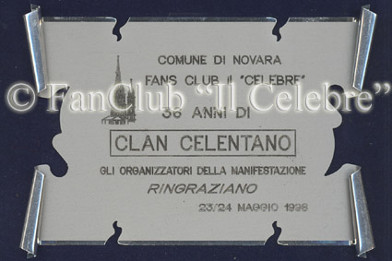 COMUNE DI NOVARA
FANS CLUB il "CELEBRE"
© FanClub “Il Celebre”
36 ANNI DI
CLAN CELENTANO
GLI ORGANIZZATORI DELLA MANIFESTAZIONE
RINGRAZIANO
23/24 MAGGIO 1998